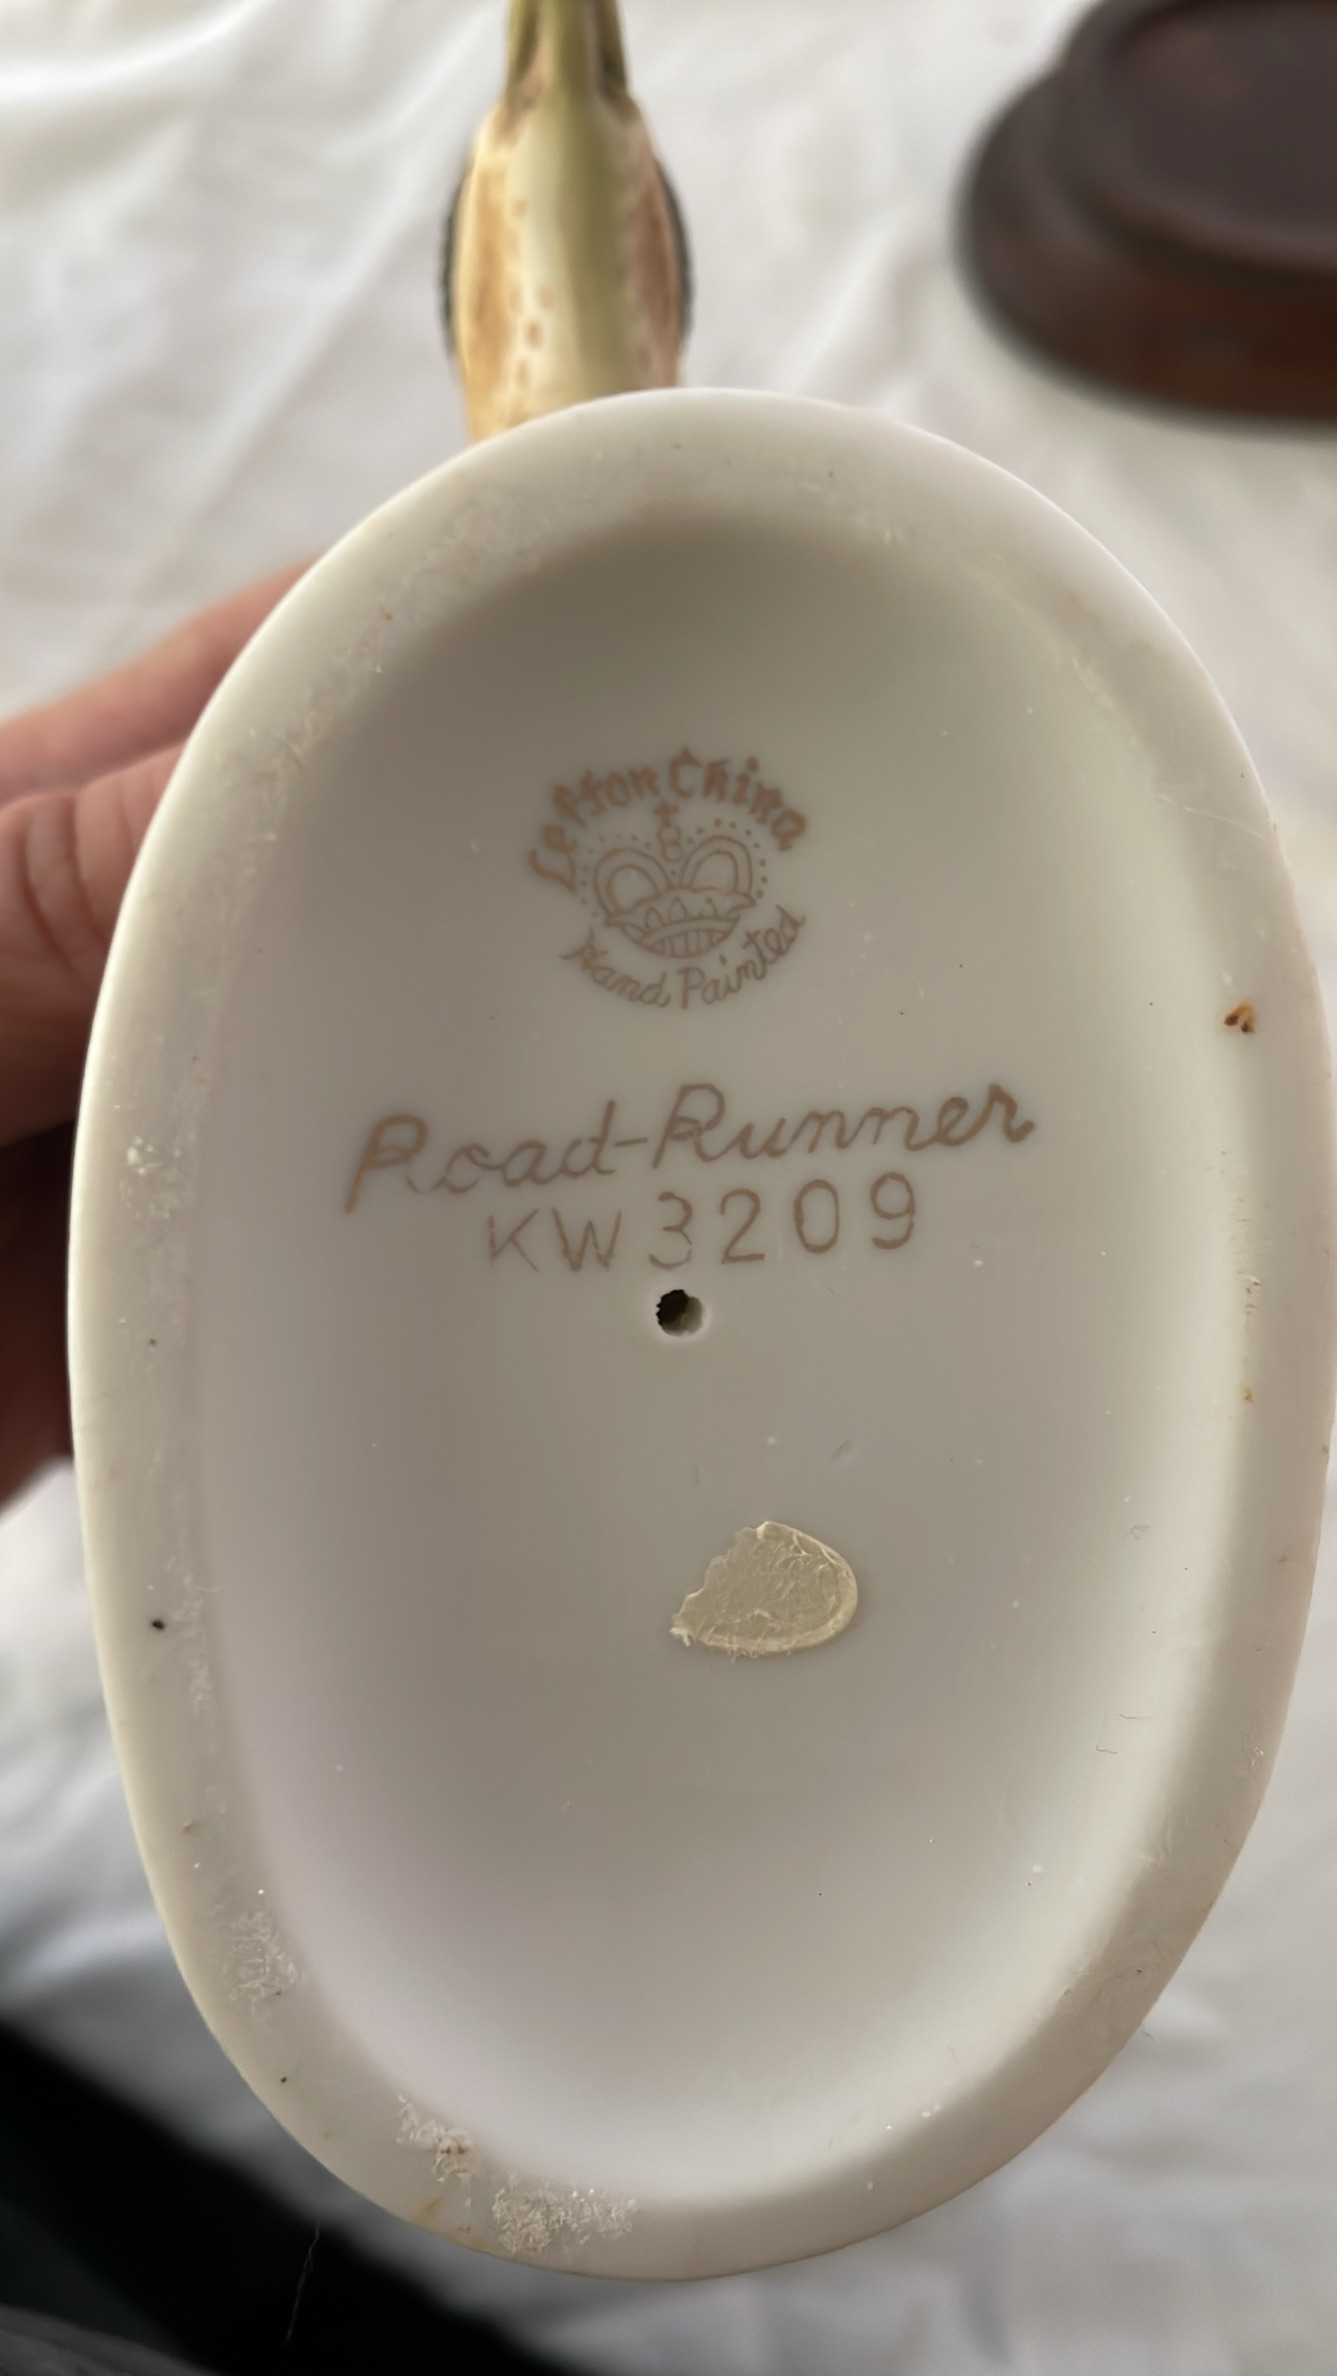 Lefton China
Hand Painted
Road-Runner
KW3209